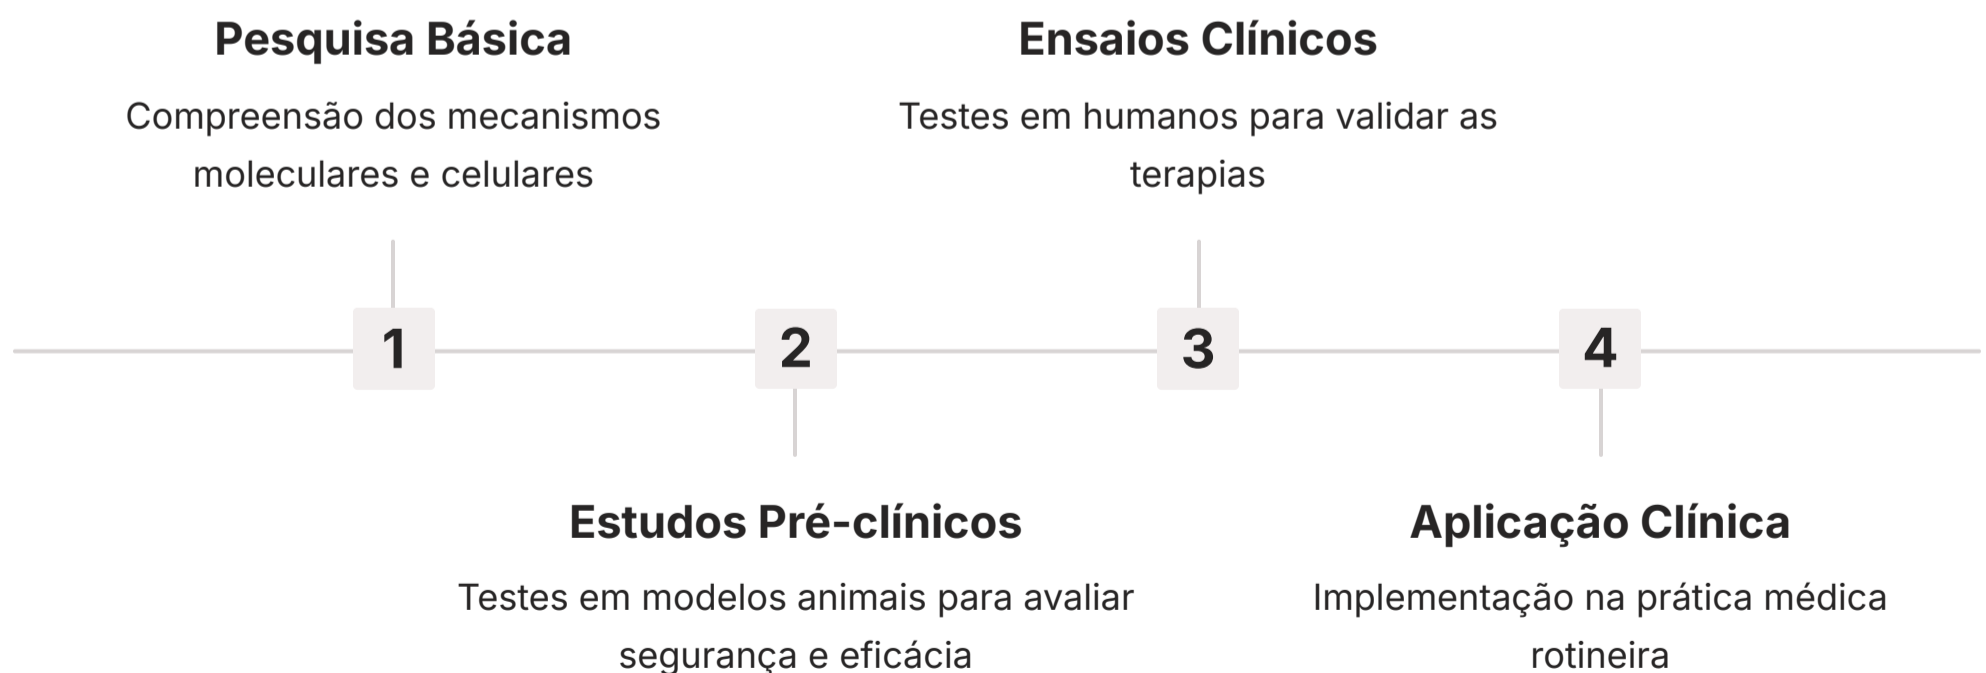 Pesquisa Básica
Compreensão dos mecanismos
moleculares e celulares
Ensaios Clínicos
Testes em humanos para validar as
terapias
1
2
3
4
Estudos Pré-clínicos
Testes em modelos animais para avaliar
segurança e eficácia
Aplicação Clínica
Implementação na prática médica
rotineira